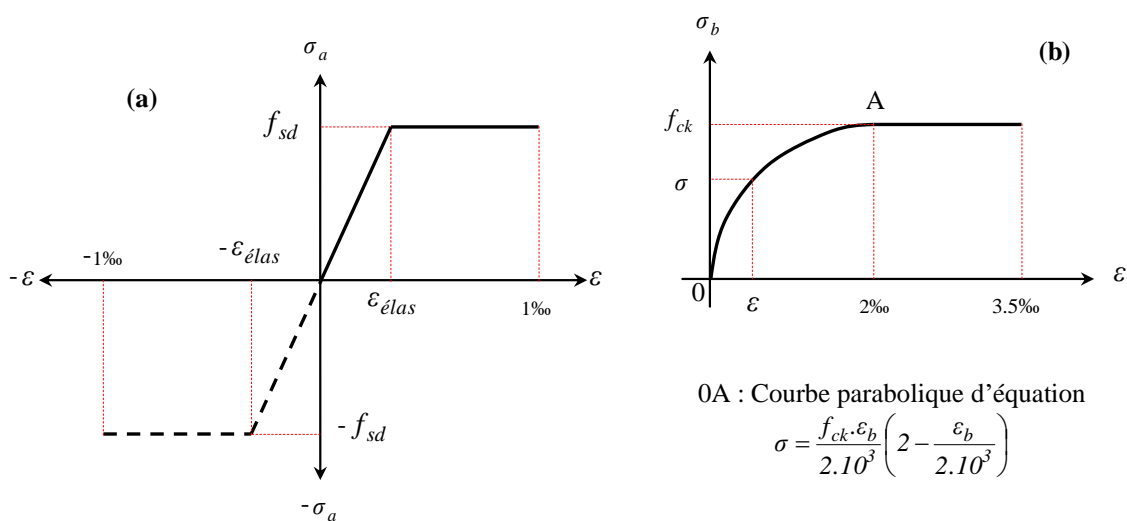 σa
(a)
fsd
-1‰
-εélas
-ε
ε
εélas
1‰
-fsd
-σa
σb
(b)
A
fck
σ
0
ε
2‰
3.5‰
ε
0A : Courbe parabolique d'équation
σ = fck.εb/2.10³ (2 - εb/2.10³)